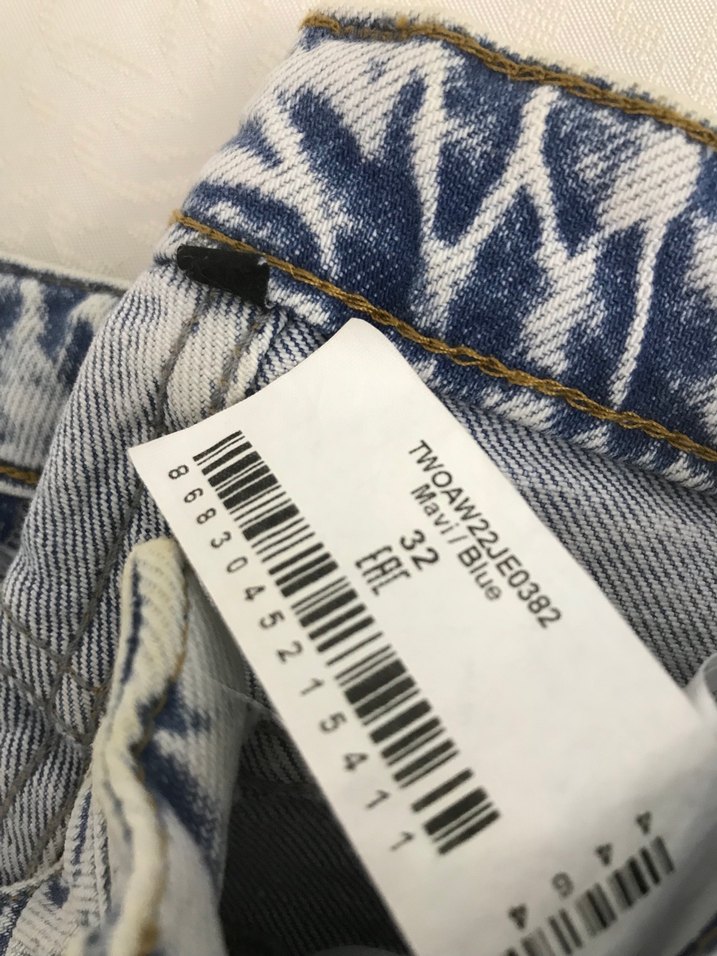 TWOAW22JE0382
Mavi / Blue
32
EAC
8683045215411